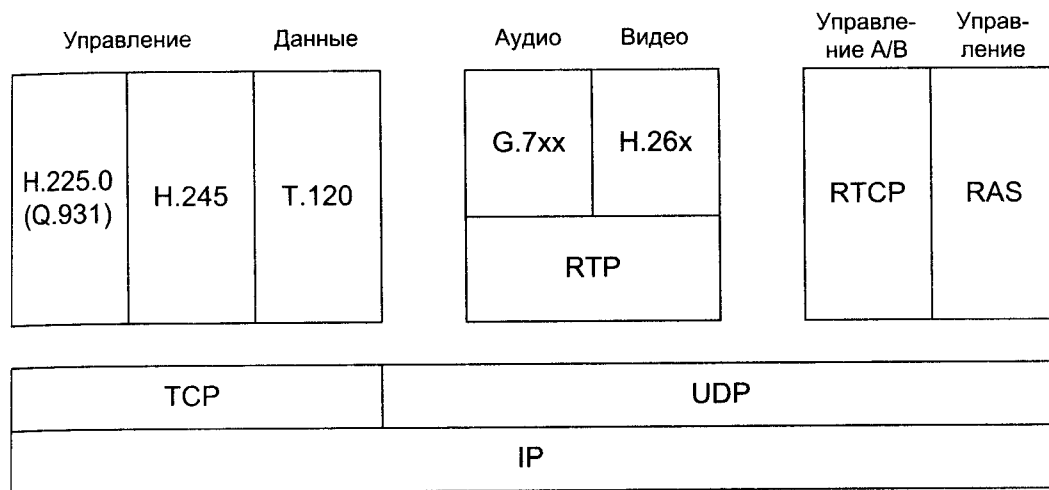 Управление
Данные
Аудио
Видео
Управле-
ние А/В
Управ-
ление
H.225.0
(Q.931)
H.245
T.120
G.7xx
H.26x
RTP
RTCP
RAS
TCP
UDP
IP